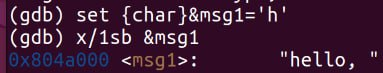 (gdb) set {char}&msg1='h'
(gdb) x/1sb &msg1
0x804a000 <msg1>:       "hello, "